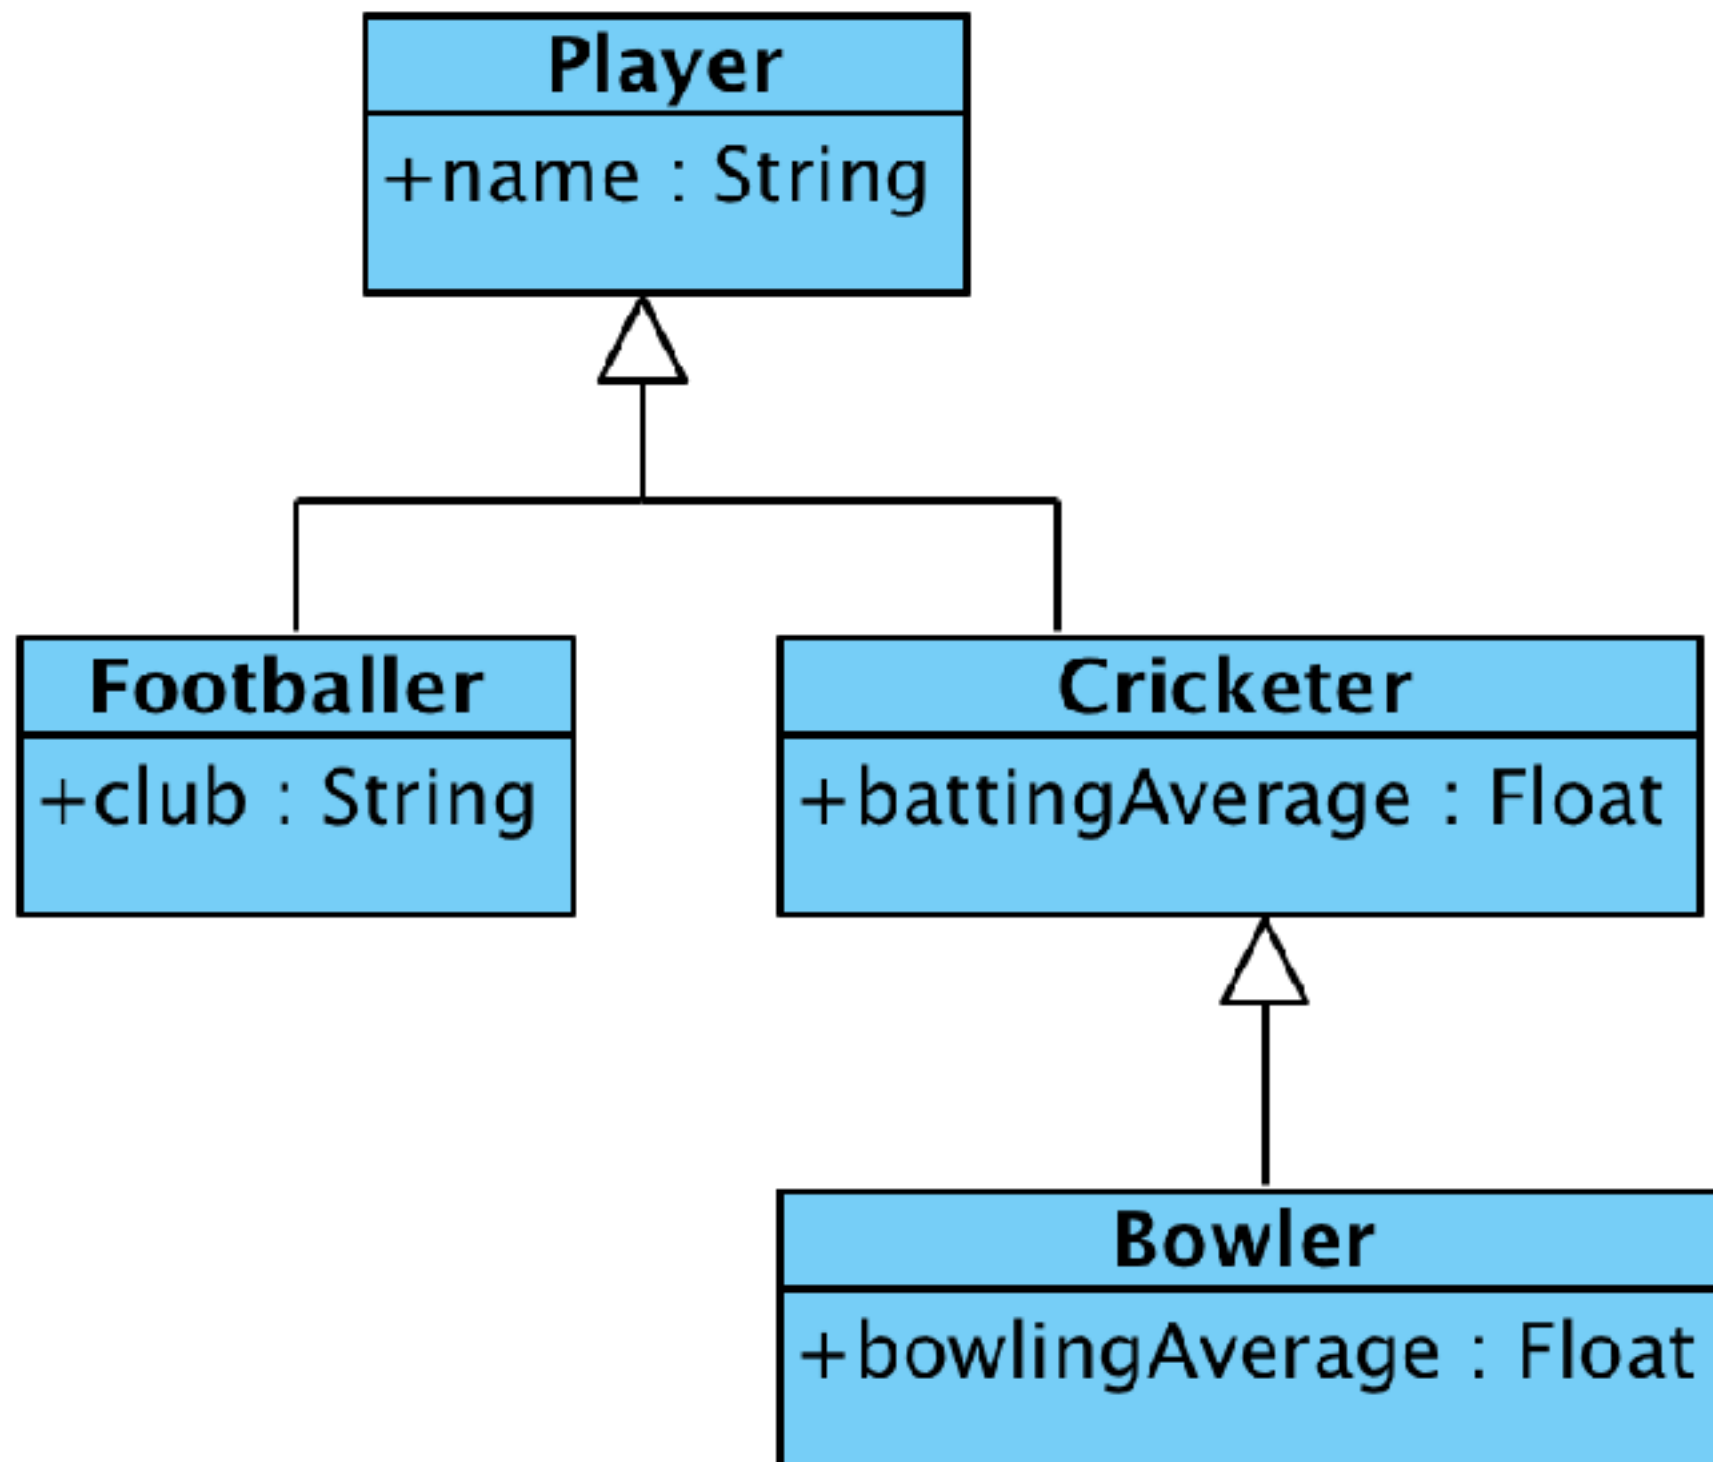 Player
+name : String
Footballer
+club : String
Cricketer
+battingAverage : Float
Bowler
+bowlingAverage : Float